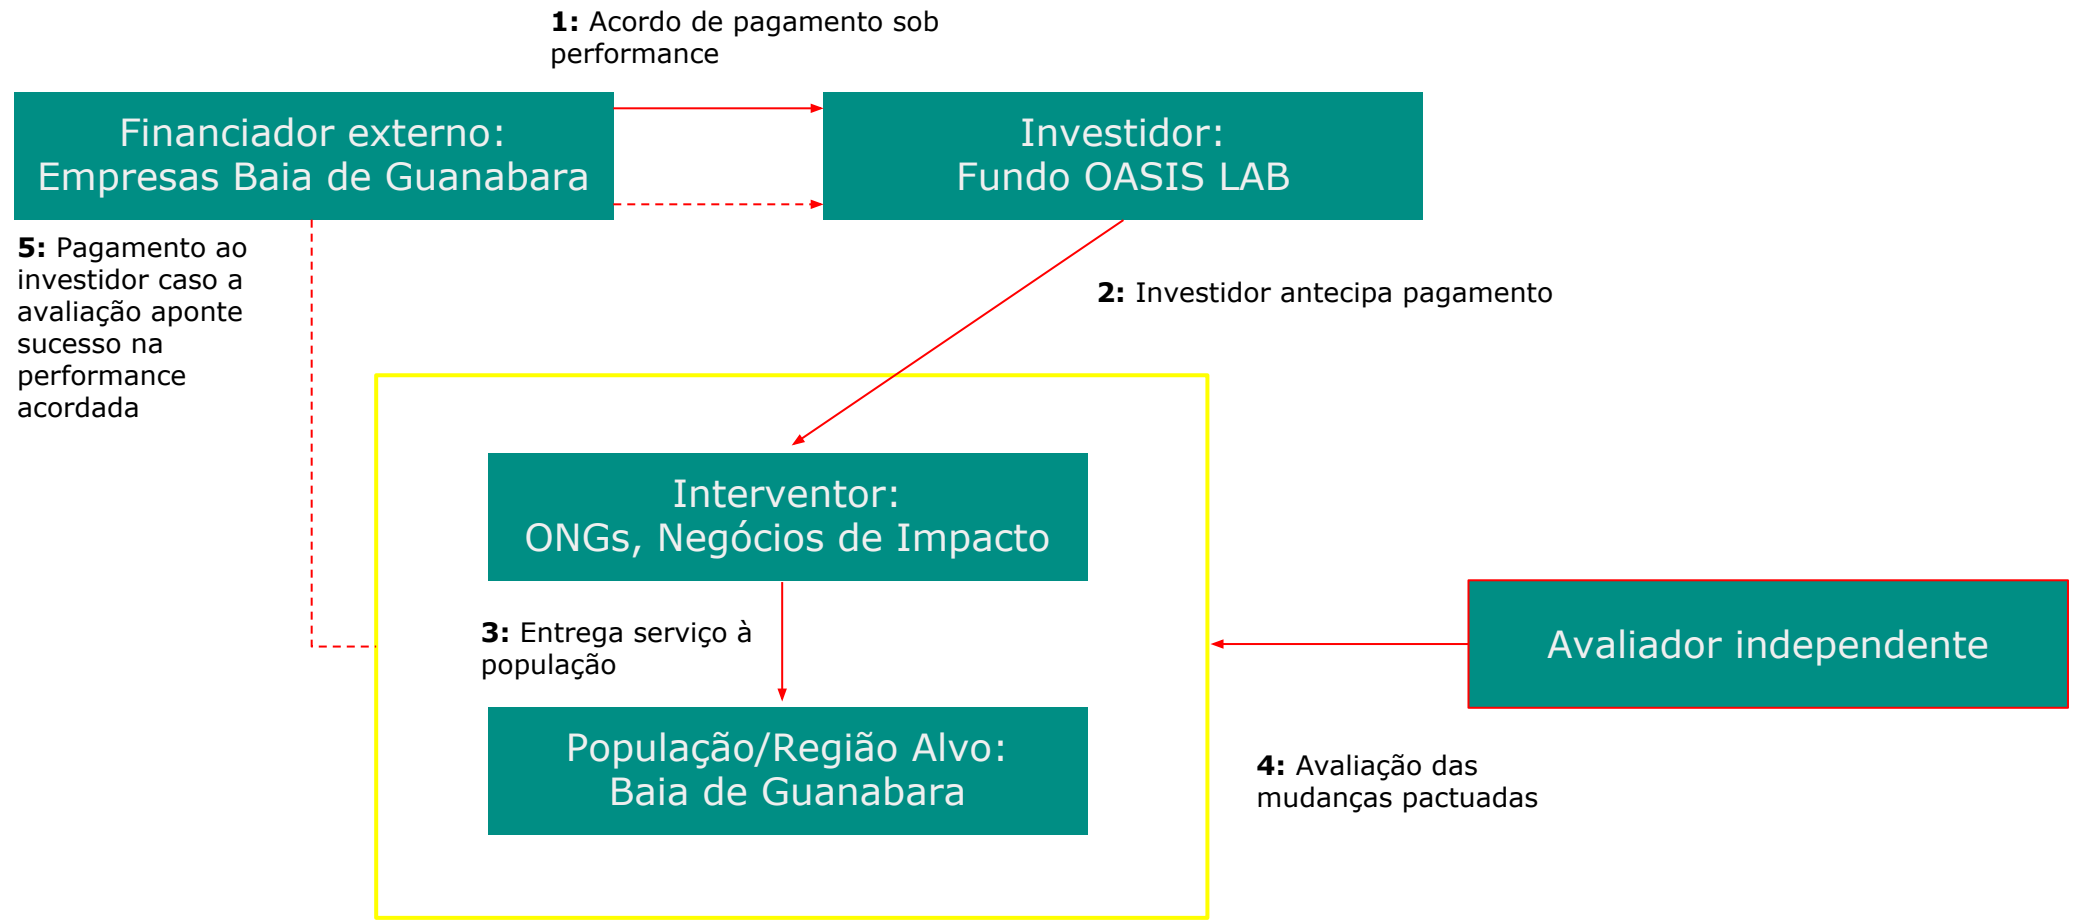 1: Acordo de pagamento sob
performance
Financiador externo:
Empresas Baia de Guanabara
Investidor:
Fundo OASIS LAB
5: Pagamento ao
investidor caso a
avaliação aponte
sucesso na
performance
acordada
2: Investidor antecipa pagamento
Interventor:
ONGs, Negócios de Impacto
3: Entrega serviço à
população
População/Região Alvo:
Baia de Guanabara
Avaliador independente
4: Avaliação das
mudanças pactuadas